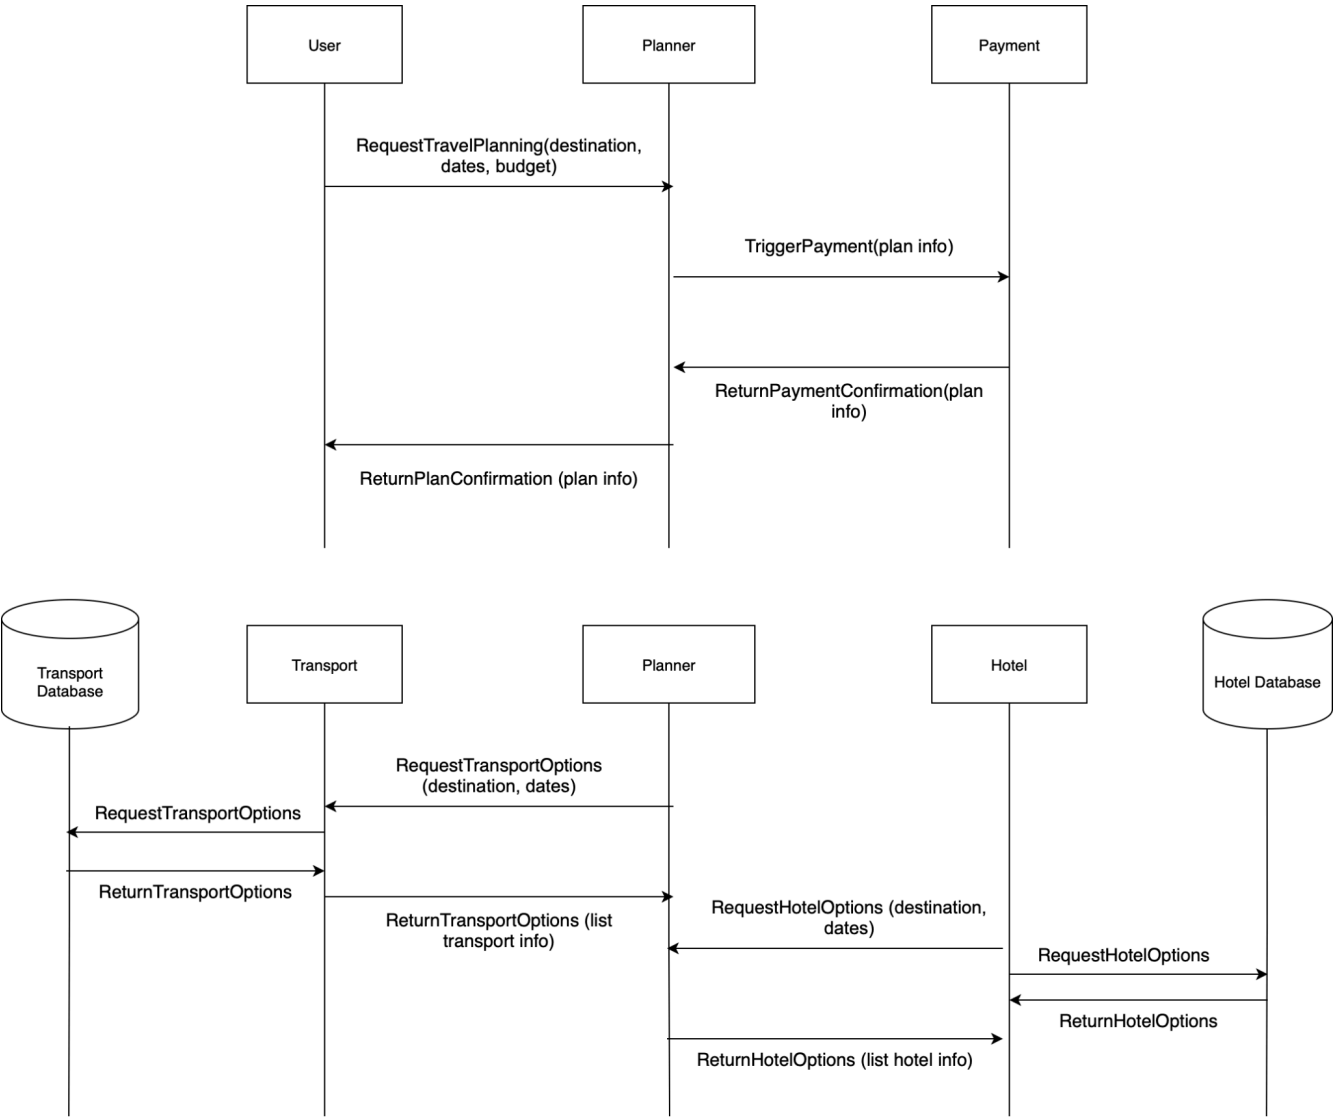 User
Planner
Payment
RequestTravelPlanning(destination,
dates, budget)
TriggerPayment(plan info)
ReturnPaymentConfirmation(plan
info)
ReturnPlanConfirmation (plan info)
Transport
Database
Transport
Planner
Hotel
Hotel Database
RequestTransportOptions
(destination, dates)
RequestTransportOptions
ReturnTransportOptions
ReturnTransportOptions (list
transport info)
RequestHotelOptions (destination,
dates)
RequestHotelOptions
ReturnHotelOptions
ReturnHotelOptions (list hotel info)